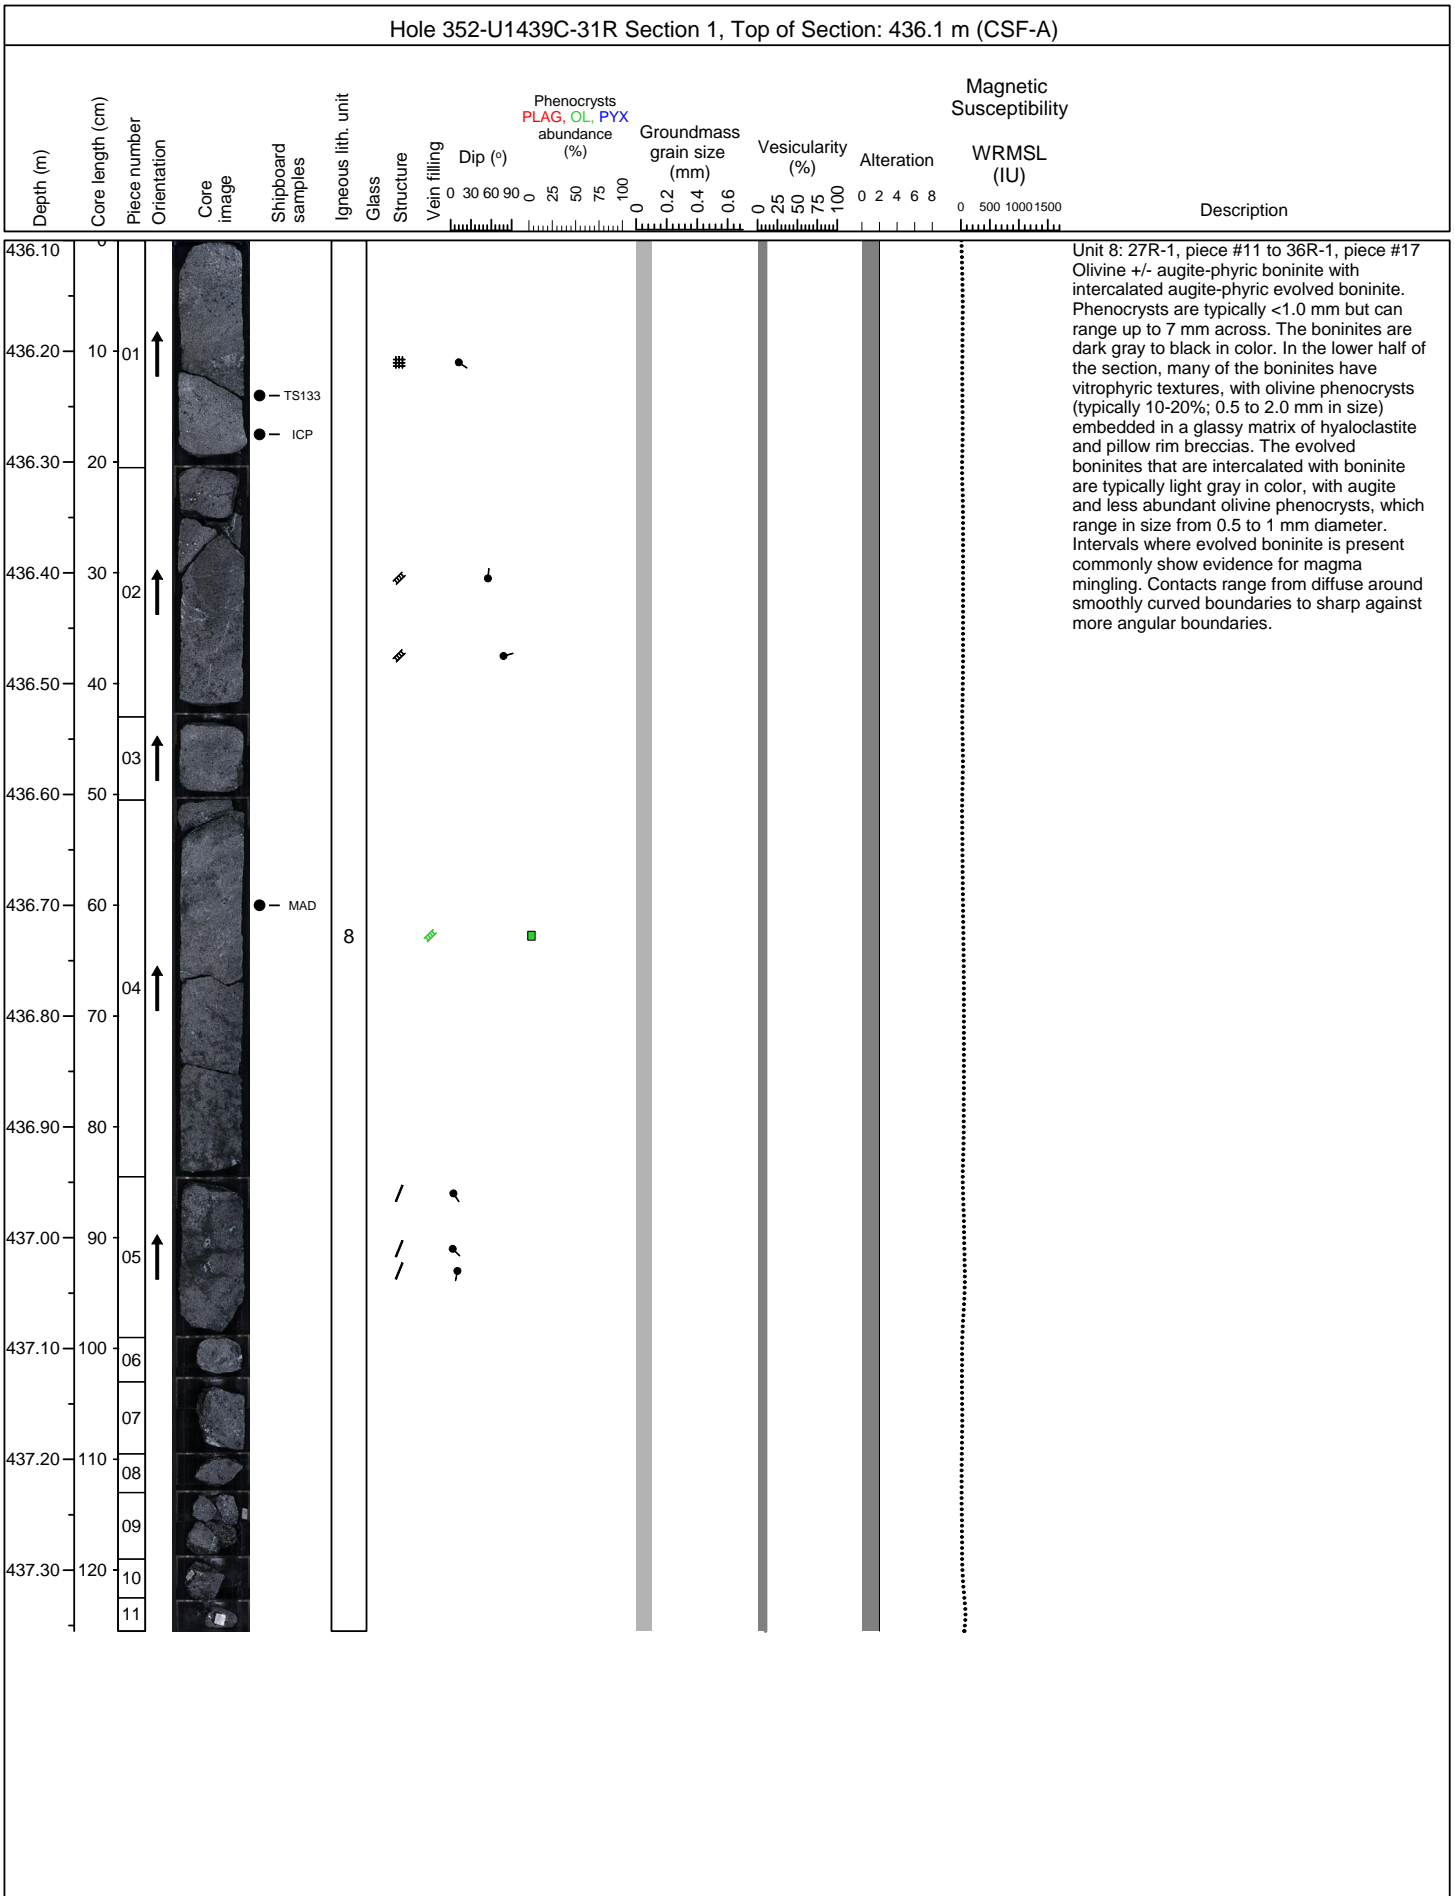 Hole 352-U1439C-31R Section 1, Top of Section: 436.1 m (CSF-A)
Depth (m)
Core length (cm)
Piece number
Orientation
Core
image
Shipboard
samples
Igneous lith. unit
Glass
Structure
Vein filling
Dip (°)
0 30 60 90
Phenocrysts
PLAG, OL, PYX
abundance
(%)
0 25 50 75 100
Groundmass
grain size
(mm)
0 0.2 0.4 0.6
Vesicularity
(%)
0 25 50 75 100
Alteration
0 2 4 6 8
Magnetic
Susceptibility
WRMSL
(IU)
0 500 1000 1500
Description
436.10
436.20
436.30
436.40
436.50
436.60
436.70
436.80
436.90
437.00
437.10
437.20
437.30
0
10
20
30
40
50
60
70
80
90
100
110
120
01
02
03
04
05
06
07
08
09
10
11
TS133
ICP
MAD
8
Unit 8: 27R-1, piece #11 to 36R-1, piece #17
Olivine +/- augite-phyric boninite with
intercalated augite-phyric evolved boninite.
Phenocrysts are typically <1.0 mm but can
range up to 7 mm across. The boninites are
dark gray to black in color. In the lower half of
the section, many of the boninites have
vitrophyric textures, with olivine phenocrysts
(typically 10-20%; 0.5 to 2.0 mm in size)
embedded in a glassy matrix of hyaloclastite
and pillow rim breccias. The evolved
boninites that are intercalated with boninite
are typically light gray in color, with augite
and less abundant olivine phenocrysts, which
range in size from 0.5 to 1 mm diameter.
Intervals where evolved boninite is present
commonly show evidence for magma
mingling. Contacts range from diffuse around
smoothly curved boundaries to sharp against
more angular boundaries.